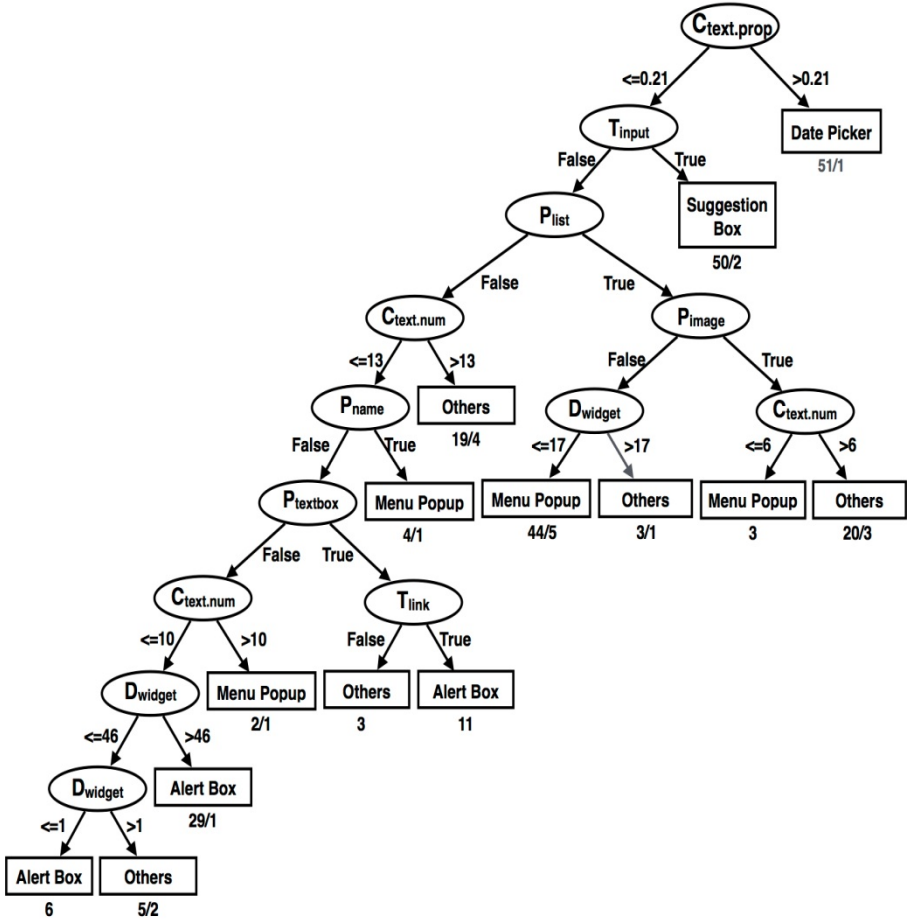 Ctext.prop
<=0.21
>0.21
Tinput
Date Picker
51/1
False
True
Plist
Suggestion
Box
50/2
False
True
Ctext.num
Pimage
<=13
>13
False
True
Pname
Others
19/4
Dwidget
Ctext.num
False
True
<=17
>17
<=6
>6
Ptextbox
Menu Popup
4/1
Menu Popup
44/5
Others
3/1
Menu Popup
3
Others
20/3
False
True
Ctext.num
Tlink
<=10
>10
False
True
Dwidget
Menu Popup
2/1
Others
3
Alert Box
11
<=46
>46
Dwidget
Alert Box
29/1
<=1
>1
Alert Box
6
Others
5/2